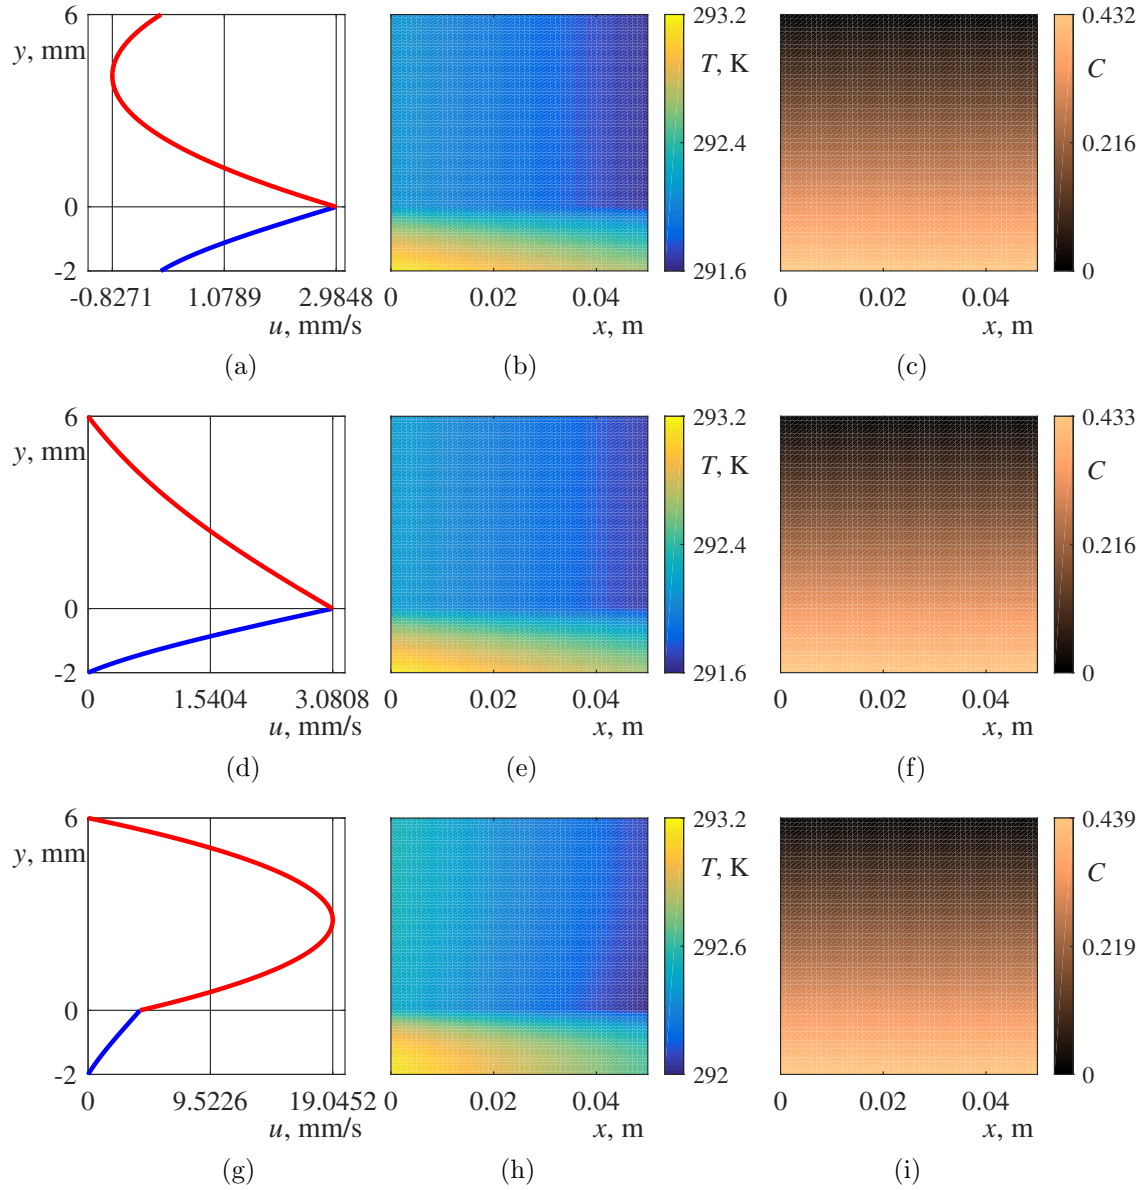 6
y, mm
0
-2
-0.8271 1.0789 2.9848
u, mm/s
(a)
293.2
T, K
292.4
291.6
0 0.02 0.04
x, m
(b)
0.432
C
0.216
0
0 0.02 0.04
x, m
(c)
6
y, mm
0
-2
0 1.5404 3.0808
u, mm/s
(d)
293.2
T, K
292.4
291.6
0 0.02 0.04
x, m
(e)
0.433
C
0.216
0
0 0.02 0.04
x, m
(f)
6
y, mm
0
-2
0 9.5226 19.0452
u, mm/s
(g)
293.2
T, K
292.6
292
0 0.02 0.04
x, m
(h)
0.439
C
0.219
0
0 0.02 0.04
x, m
(i)